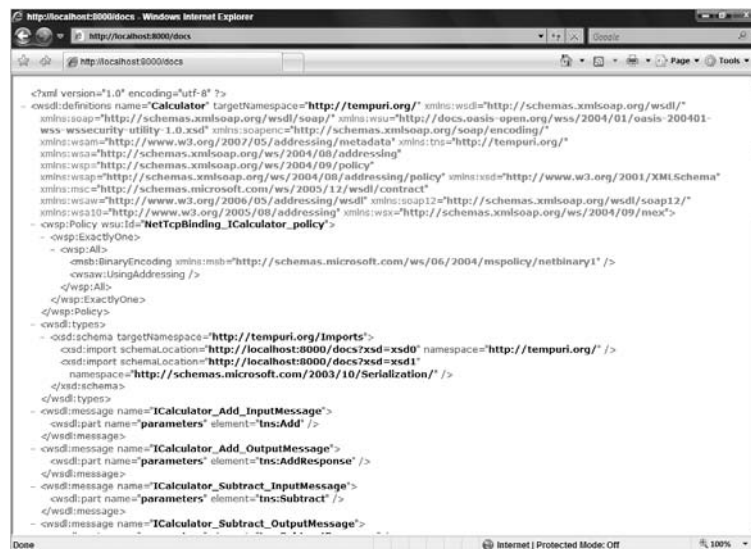 http://localhost:8000/docs - Windows Internet Explorer
http://localhost:8000/docs
Google
http://localhost:8000/docs
Page
Tools
<?xml version="1.0" encoding="utf-8" ?>
- <wsdl:definitions name="Calculator" targetNamespace="http://tempuri.org/" xmlns:wsdl="http://schemas.xmlsoap.org/wsdl/"
xmlns:soap="http://schemas.xmlsoap.org/wsdl/soap/" xmlns:wsu="http://docs.oasis-open.org/wss/2004/01/oasis-200401-
wss-wssecurity-utility-1.0.xsd" xmlns:soapenc="http://schemas.xmlsoap.org/soap/encoding/"
xmlns:wsam="http://www.w3.org/2007/05/addressing/metadata" xmlns:tns="http://tempuri.org/"
xmlns:wsa="http://schemas.xmlsoap.org/ws/2004/08/addressing"
xmlns:wsp="http://schemas.xmlsoap.org/ws/2004/09/policy"
xmlns:wsap="http://schemas.xmlsoap.org/ws/2004/08/addressing/policy" xmlns:xsd="http://www.w3.org/2001/XMLSchema"
xmlns:msc="http://schemas.microsoft.com/ws/2005/12/wsdl/contract"
xmlns:wsaw="http://www.w3.org/2006/05/addressing/wsdl" xmlns:soap12="http://schemas.xmlsoap.org/wsdl/soap12/"
xmlns:wsa10="http://www.w3.org/2005/08/addressing" xmlns:wsx="http://schemas.xmlsoap.org/ws/2004/09/mex">
- <wsp:Policy wsu:Id="NetTcpBinding_ICalculator_policy">
- <wsp:ExactlyOne>
- <wsp:All>
<msb:BinaryEncoding xmlns:msb="http://schemas.microsoft.com/ws/06/2004/mspolicy/netbinary1" />
<wsaw:UsingAddressing />
</wsp:All>
</wsp:ExactlyOne>
</wsp:Policy>
- <wsdl:types>
- <xsd:schema targetNamespace="http://tempuri.org/Imports">
<xsd:import schemaLocation="http://localhost:8000/docs?xsd=xsd0" namespace="http://tempuri.org/" />
<xsd:import schemaLocation="http://localhost:8000/docs?xsd=xsd1"
namespace="http://schemas.microsoft.com/2003/10/Serialization/" />
</xsd:schema>
</wsdl:types>
- <wsdl:message name="ICalculator_Add_InputMessage">
<wsdl:part name="parameters" element="tns:Add" />
</wsdl:message>
- <wsdl:message name="ICalculator_Add_OutputMessage">
<wsdl:part name="parameters" element="tns:AddResponse" />
</wsdl:message>
- <wsdl:message name="ICalculator_Subtract_InputMessage">
<wsdl:part name="parameters" element="tns:Subtract" />
</wsdl:message>
- <wsdl:message name="ICalculator_Subtract_OutputMessage">
Done
Internet | Protected Mode: Off
100%